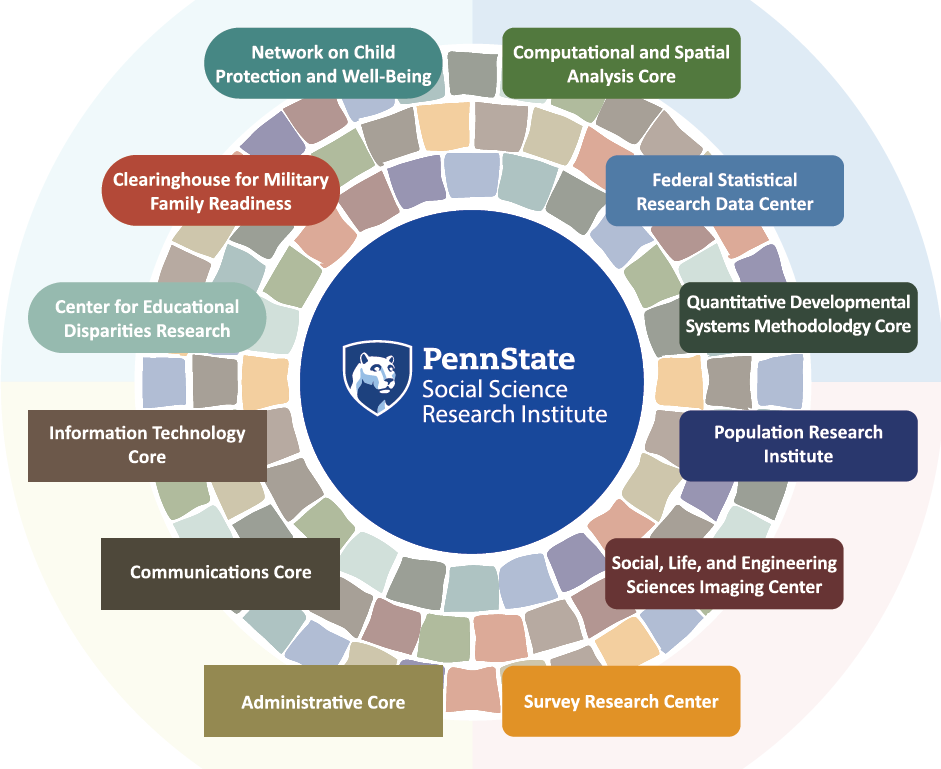 Network on Child
Protection and Well-Being
Computational and Spatial
Analysis Core
Clearinghouse for Military
Family Readiness
Federal Statistical
Research Data Center
Center for Educational
Disparities Research
Quantitative Developmental
Systems Methodolodgy Core
PennState
Social Science
Research Institute
Information Technology
Core
Population Research
Institute
Communications Core
Social, Life, and Engineering
Sciences Imaging Center
Administrative Core
Survey Research Center